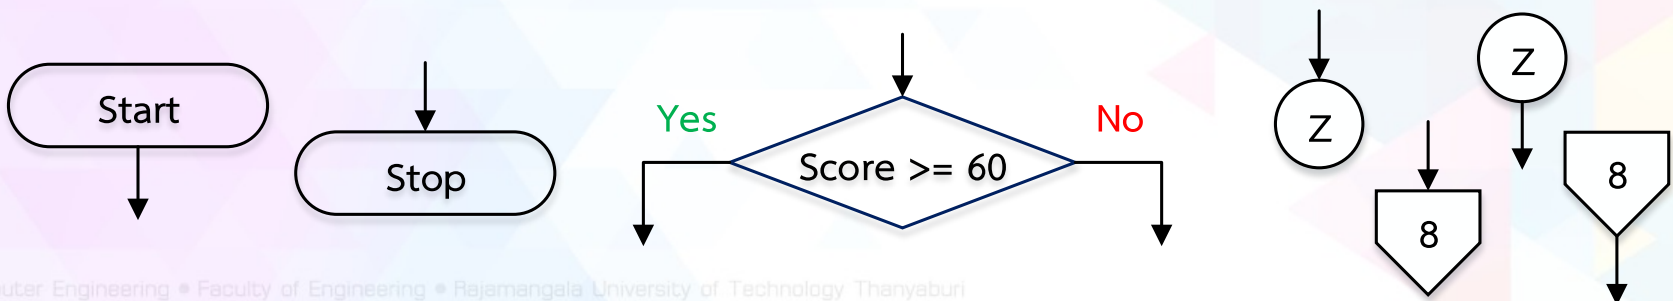 Start
Stop
Yes
Score >= 60
No
Z
8
Z
8
uter Engineering • Faculty of Engineering • Rajamangala University of Technology Thanyaburi